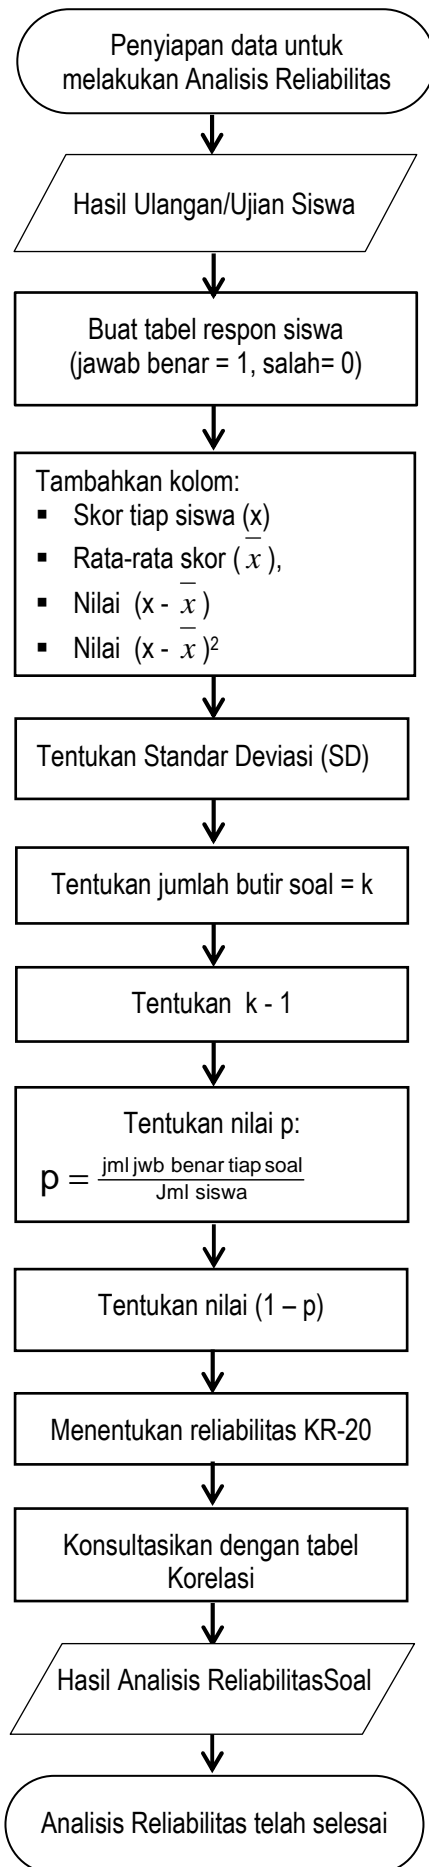 Penyiapan data untuk
melakukan Analisis Reliabilitas
Hasil Ulangan/Ujian Siswa
Buat tabel respon siswa
(jawab benar = 1, salah= 0)
Tambahkan kolom:
▪ Skor tiap siswa (x)
▪ Rata-rata skor ( x̄ ),
▪ Nilai (x - x̄ )
▪ Nilai (x - x̄ )²
Tentukan Standar Deviasi (SD)
Tentukan jumlah butir soal = k
Tentukan k - 1
Tentukan nilai p:
p = jml jwb benar tiap soal
Jml siswa
Tentukan nilai (1 – p)
Menentukan reliabilitas KR-20
Konsultasikan dengan tabel
Korelasi
Hasil Analisis ReliabilitasSoal
Analisis Reliabilitas telah selesai